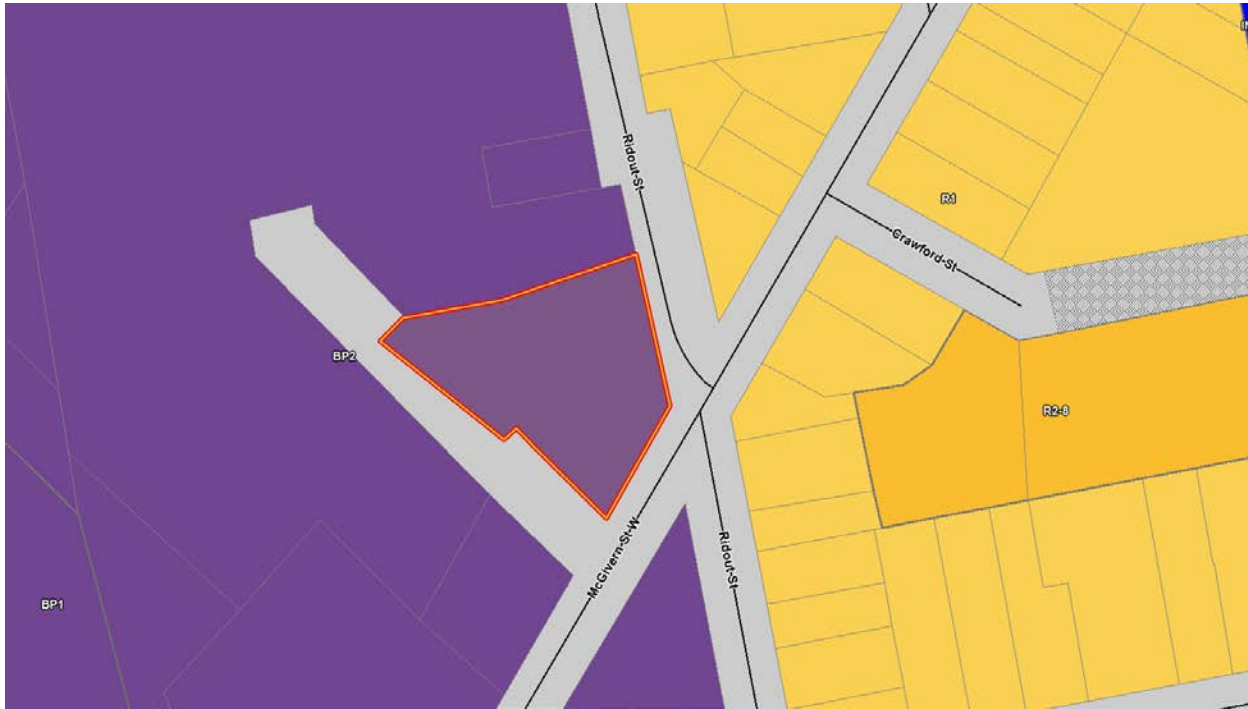 Ridout-St
R1
Crawford-St
BP2
R2-8
McGivern-St-W
Ridout-St
BP1